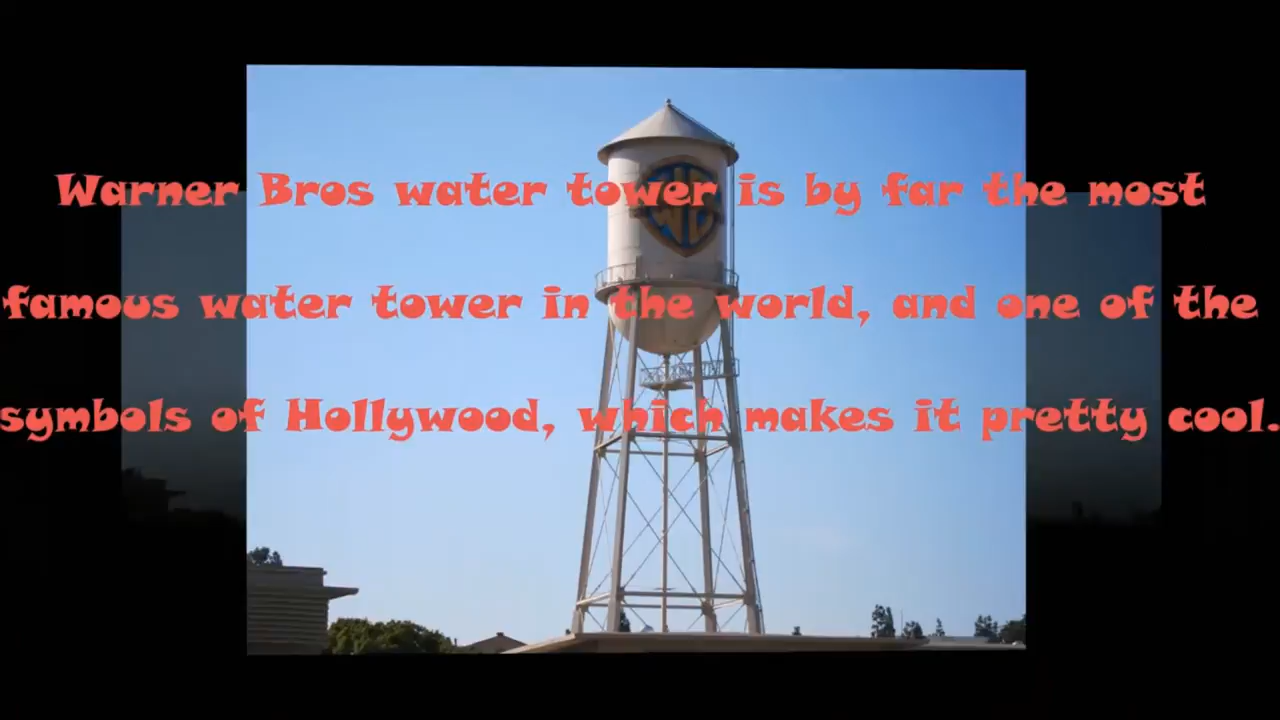 Warner Bros water tower is by far the most
famous water tower in the world, and one of the
symbols of Hollywood, which makes it pretty cool.
WB